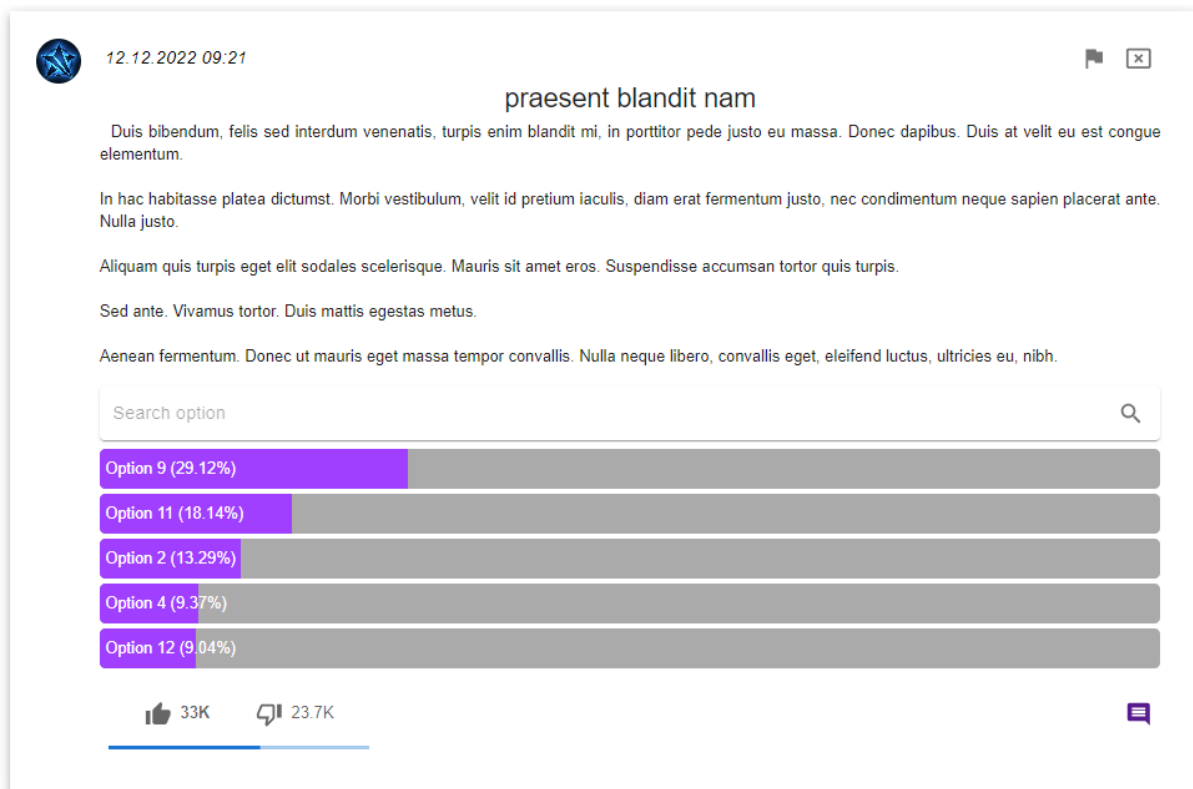 12.12.2022 09:21
praesent blandit nam
Duis bibendum, felis sed interdum venenatis, turpis enim blandit mi, in porttitor pede justo eu massa. Donec dapibus. Duis at velit eu est congue
elementum.
In hac habitasse platea dictumst. Morbi vestibulum, velit id pretium iaculis, diam erat fermentum justo, nec condimentum neque sapien placerat ante.
Nulla justo.
Aliquam quis turpis eget elit sodales scelerisque. Mauris sit amet eros. Suspendisse accumsan tortor quis turpis.
Sed ante. Vivamus tortor. Duis mattis egestas metus.
Aenean fermentum. Donec ut mauris eget massa tempor convallis. Nulla neque libero, convallis eget, eleifend luctus, ultricies eu, nibh.
Search option
Option 9 (29.12%)
Option 11 (18.14%)
Option 2 (13.29%)
Option 4 (9.37%)
Option 12 (9.04%)
33K 23.7K